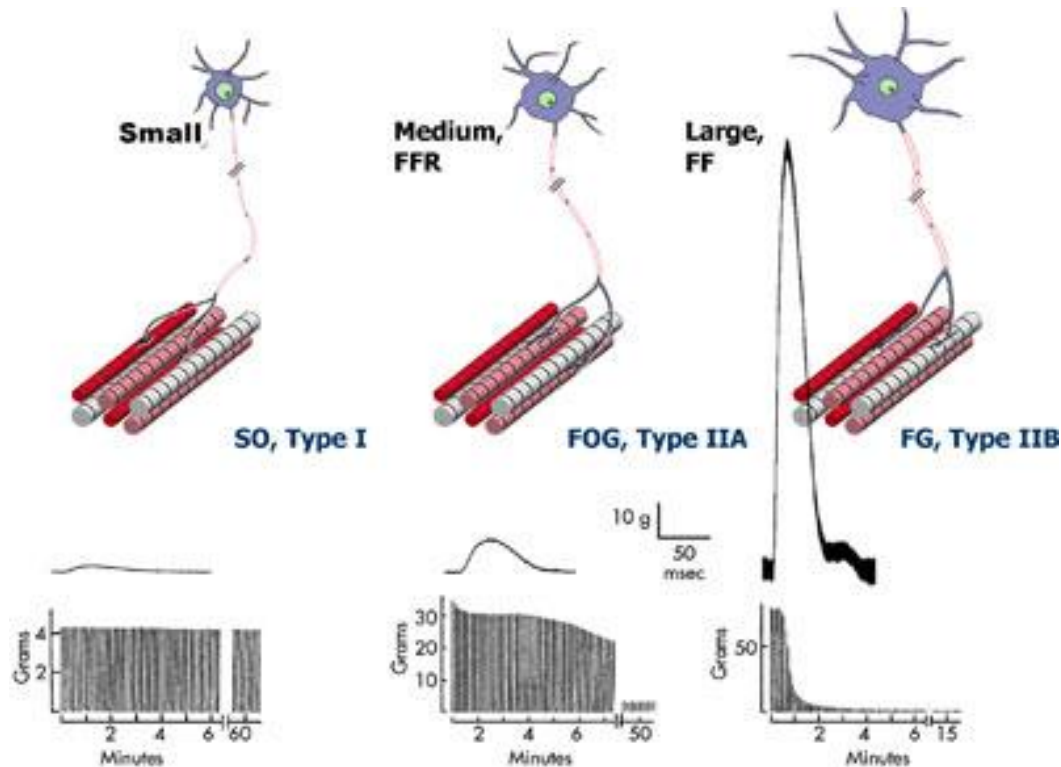 Small
Medium,
FFR
Large,
FF
SO, Type I
FOG, Type IIA
FG, Type IIB
10 g
50
msec
Grams
4
2
2
4
6
60
Minutes
Grams
30
20
10
2
4
6
50
Minutes
Grams
50
2
4
6
15
Minutes